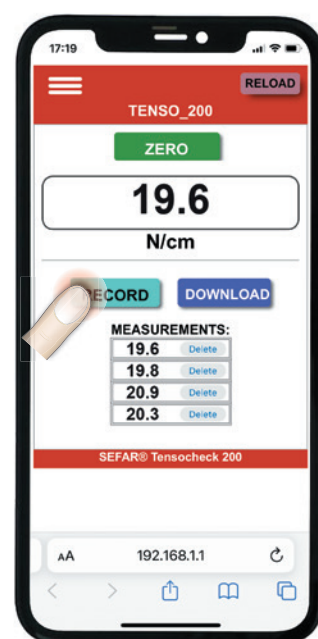 17:19
RELOAD
TENSO_200
ZERO
19.6
N/cm
RECORD DOWNLOAD
MEASUREMENTS:
19.6 Delete
19.8 Delete
20.9 Delete
20.3 Delete
SEFAR® Tensocheck 200
AA 192.168.1.1